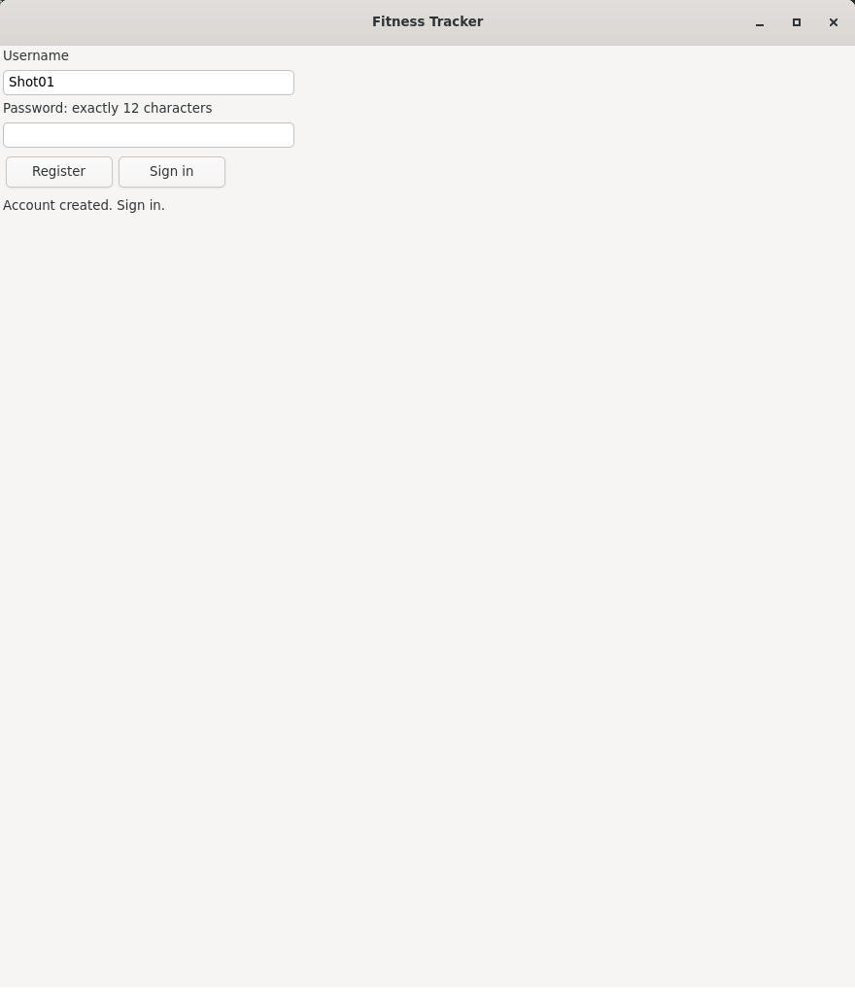 Fitness Tracker
Username
Shot01
Password: exactly 12 characters
Register Sign in
Account created. Sign in.